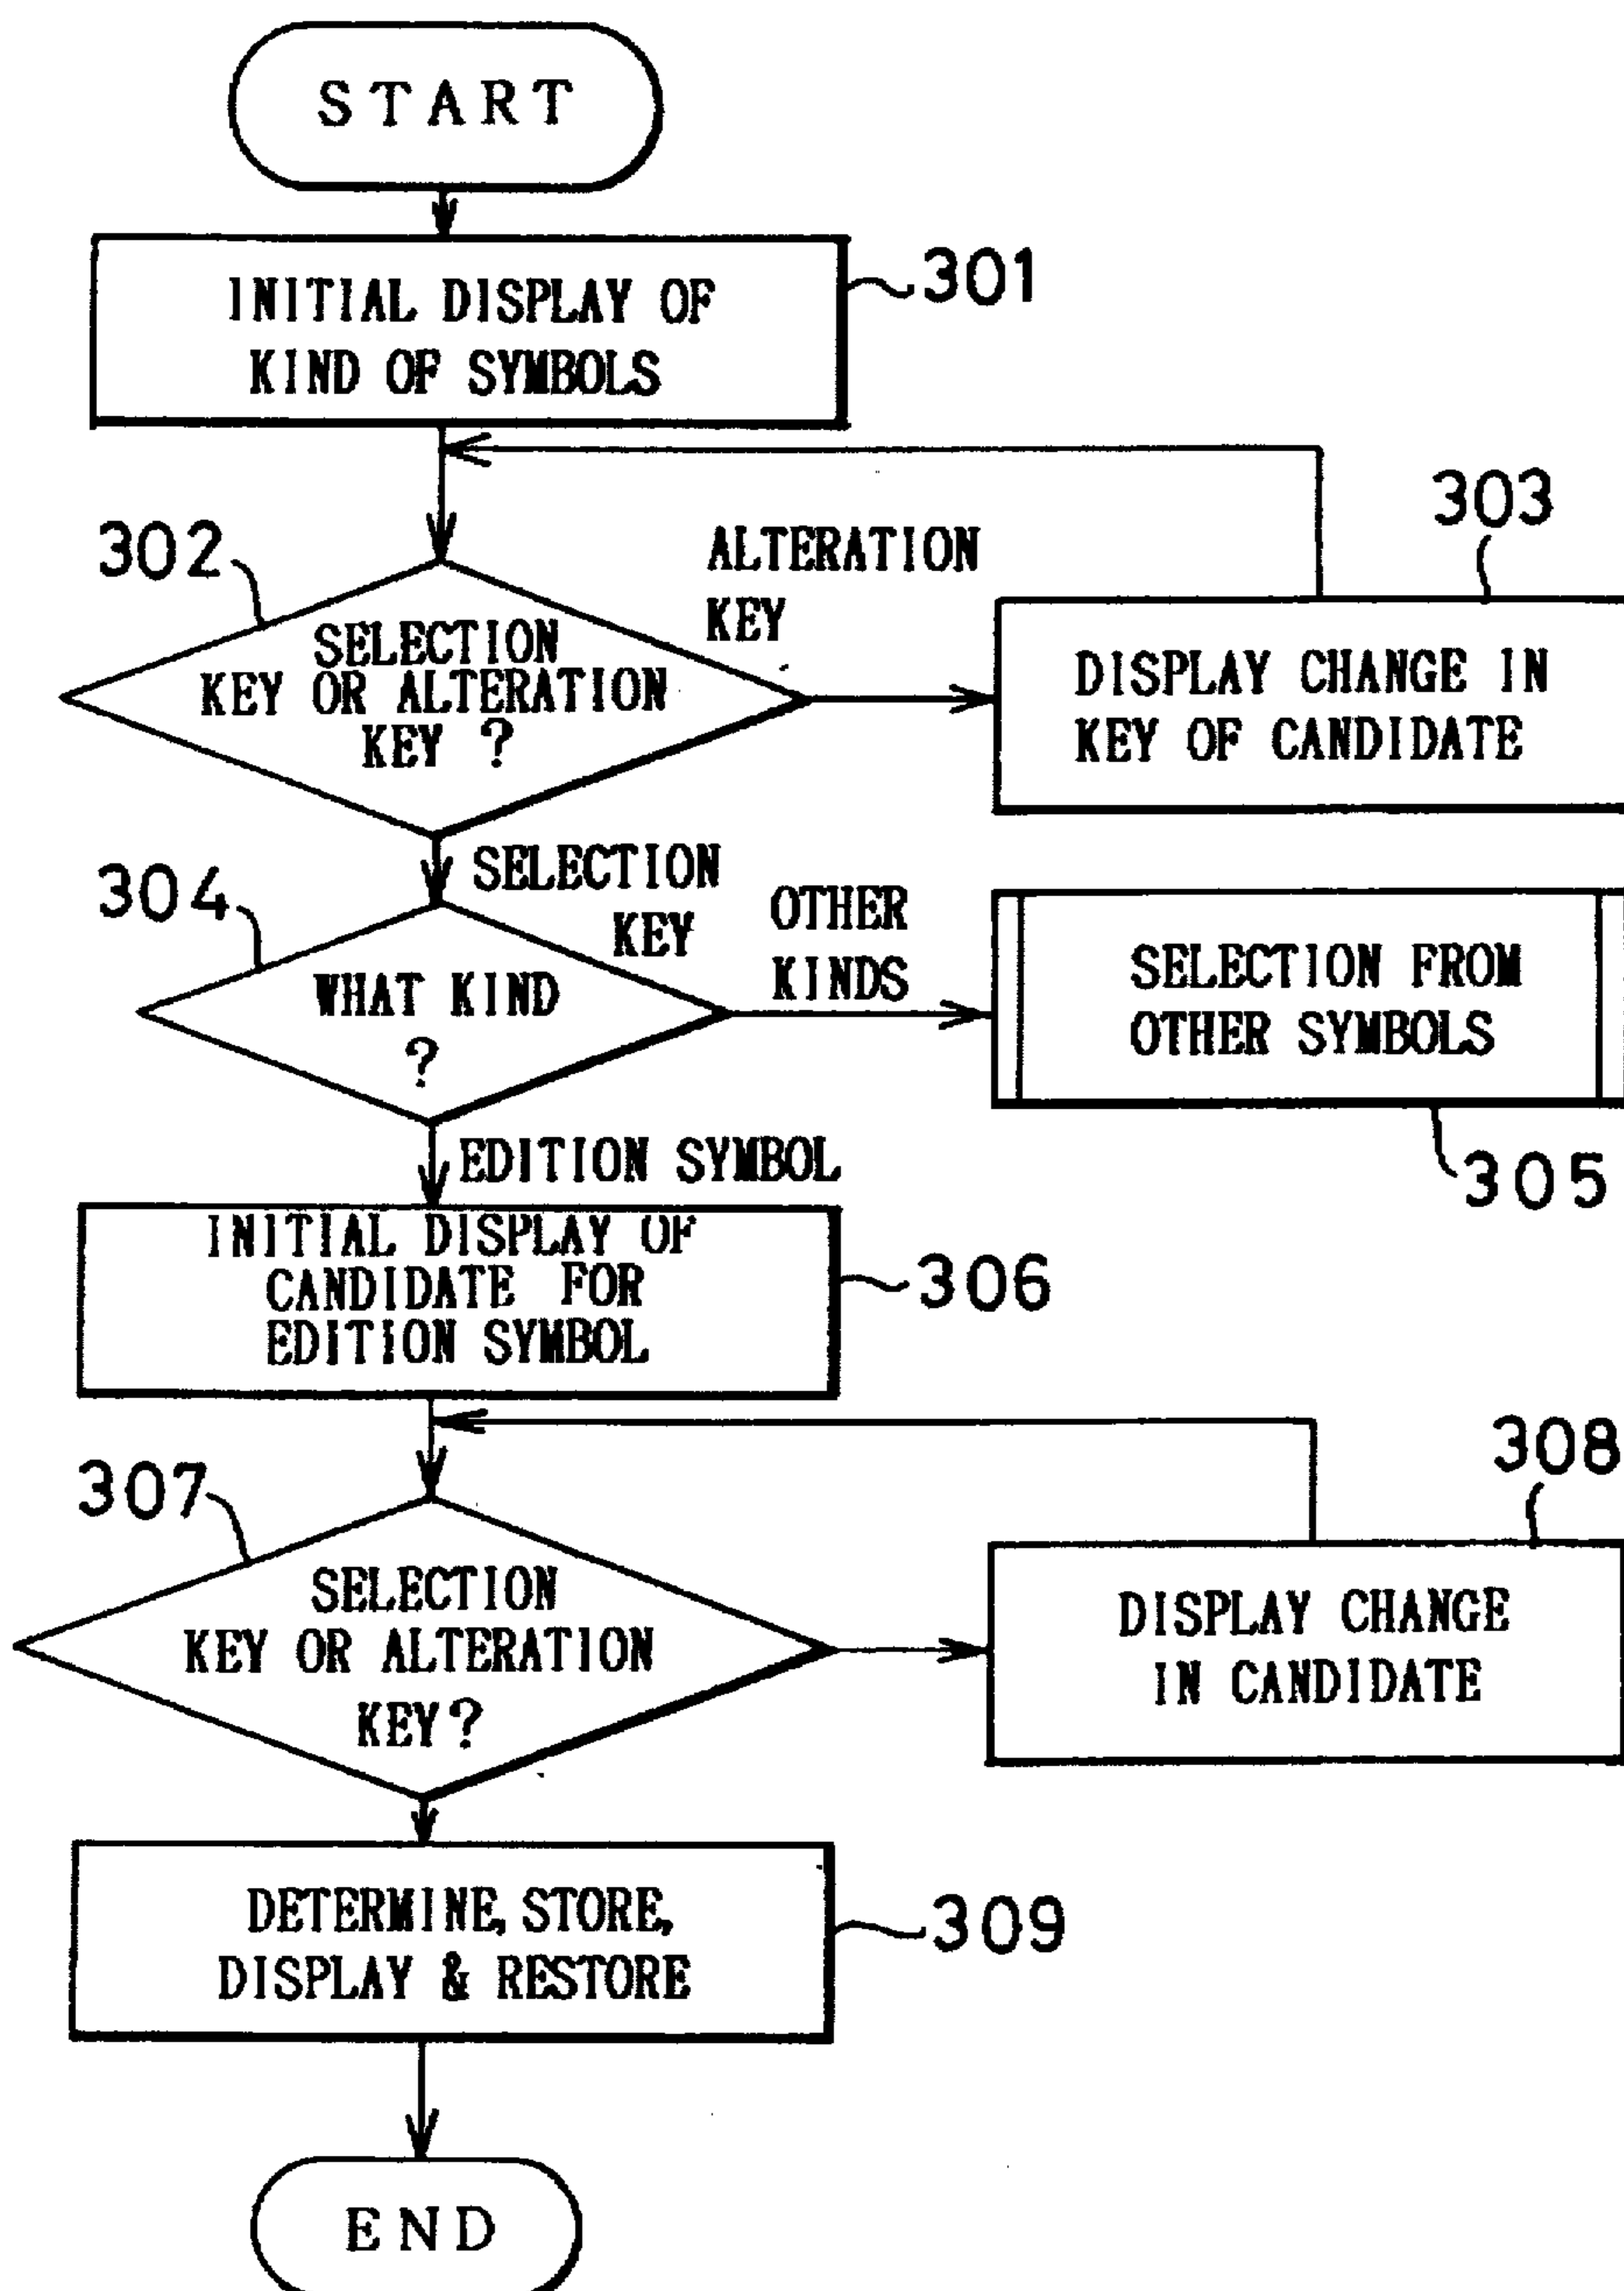 START
INITIAL DISPLAY OF
KIND OF SYMBOLS
301
302
SELECTION
KEY OR ALTERATION
KEY ?
ALTERATION
KEY
303
DISPLAY CHANGE IN
KEY OF CANDIDATE
SELECTION
KEY
304
WHAT KIND
?
OTHER
KINDS
SELECTION FROM
OTHER SYMBOLS
305
EDITION SYMBOL
INITIAL DISPLAY OF
CANDIDATE FOR
EDITION SYMBOL
306
307
SELECTION
KEY OR ALTERATION
KEY?
308
DISPLAY CHANGE
IN CANDIDATE
DETERMINE, STORE,
DISPLAY & RESTORE
309
END